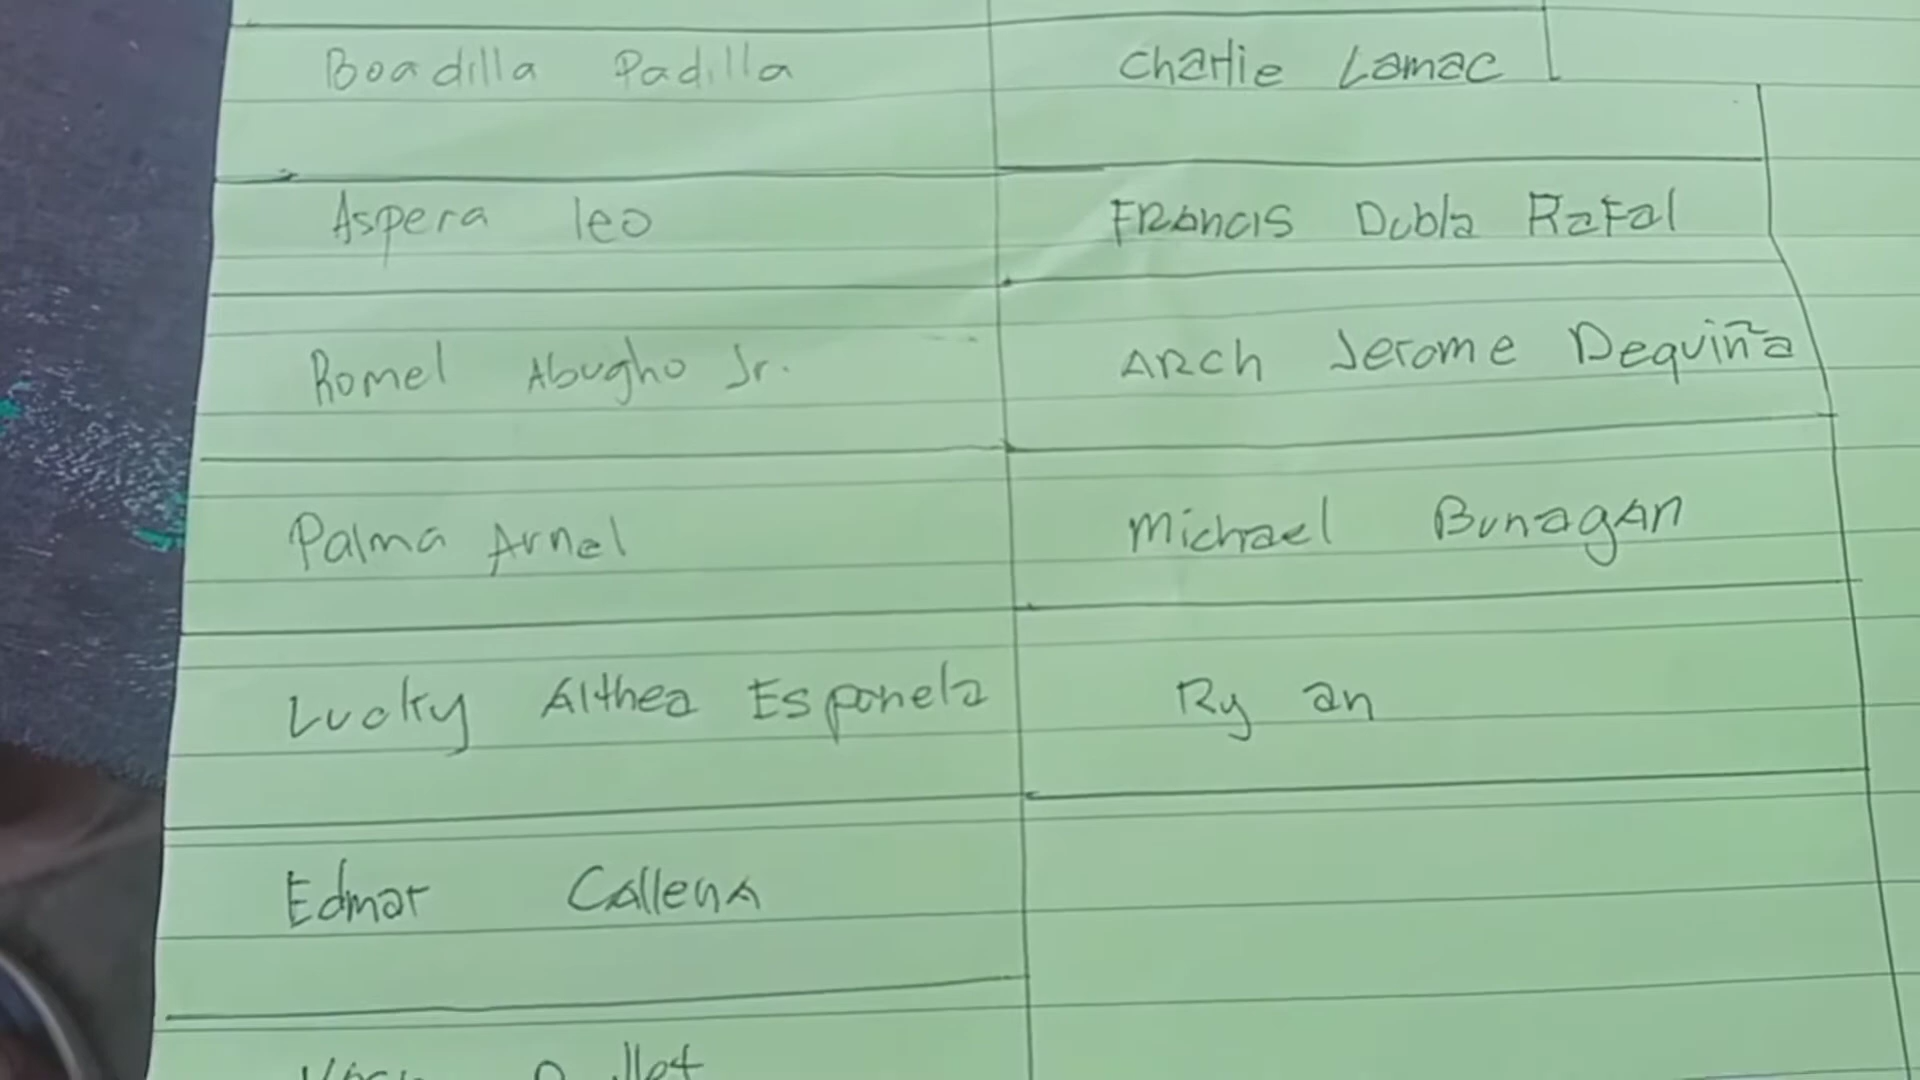 Boadilla Padilla
Charlie Lamac
Aspera leo
Francis Dubla Rafal
Romel Abugho Jr.
Arch Jerome Dequiña
Palma Arnel
Michael Bunagan
Lucky Althea Esponela
Ry an
Edmar Callena